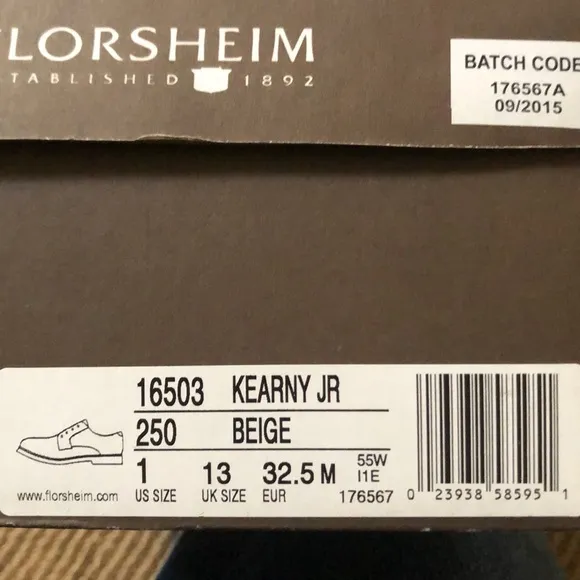 FLORSHEIM
ESTABLISHED 1892
BATCH CODE
176567A
09/2015
16503 KEARNY JR
250 BEIGE
1 13 32.5 M 55W
US SIZE UK SIZE EUR I1E
www.florsheim.com 176567 0 23938 58595 1